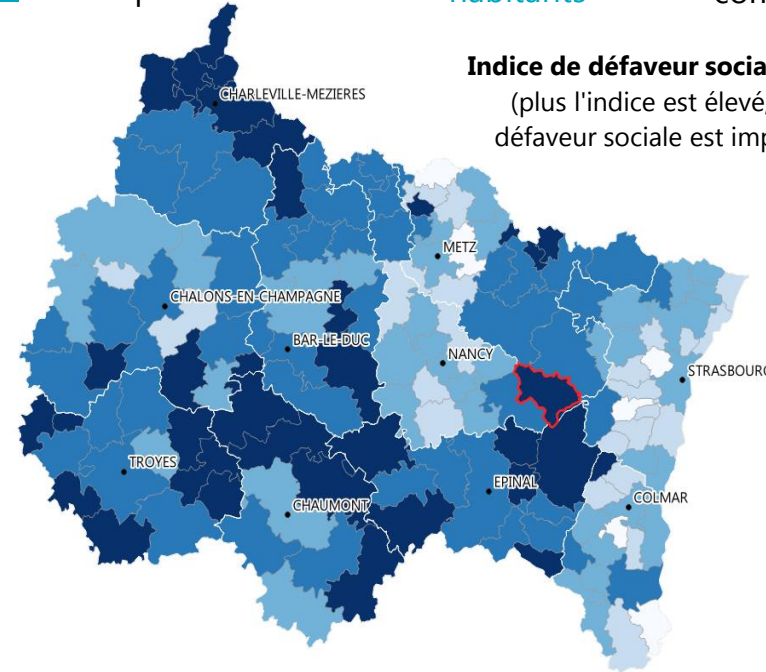 habitants
Indice de défaveur socia
(plus l'indice est élevé,
défaveur sociale est imp
CHARLEVILLE-MEZIERES
METZ
CHALONS-EN-CHAMPAGNE
BAR-LE-DUC
NANCY
STRASBOURG
TROYES
EPINAL
CHAUMONT
COLMAR